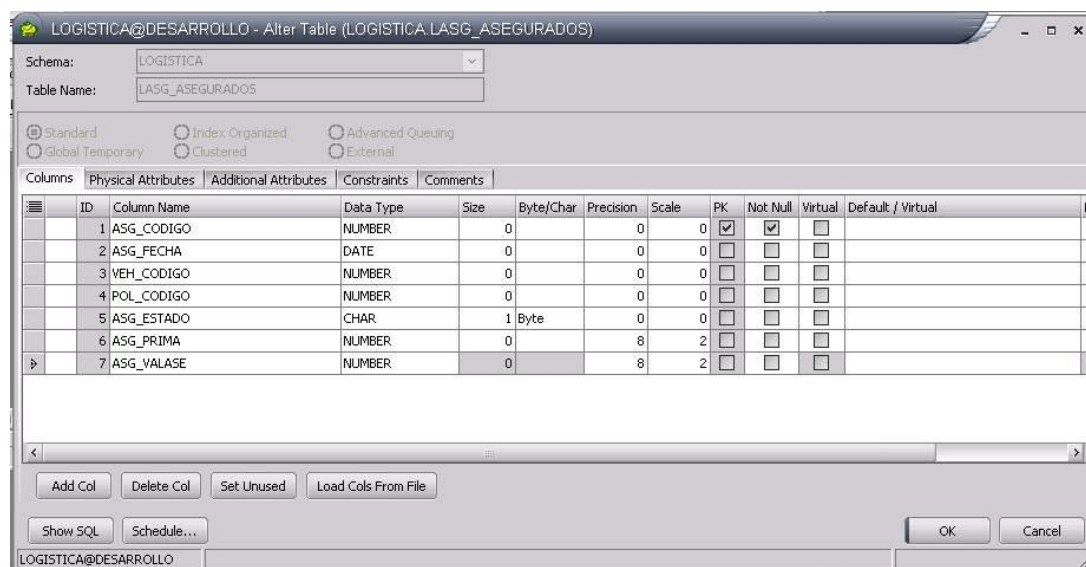 LOGISTICA@DESARROLLO - Alter Table (LOGISTICA.LASG_ASEGURADOS)
Schema: LOGISTICA
Table Name: LASG_ASEGURADOS
Standard Index Organized Advanced Queuing
Global Temporary Clustered External
Columns Physical Attributes Additional Attributes Constraints Comments
ID Column Name Data Type Size Byte/Char Precision Scale PK Not Null Virtual Default / Virtual
1 ASG_CODIGO NUMBER 0 0 0
2 ASG_FECHA DATE 0 0 0
3 VEH_CODIGO NUMBER 0 0 0
4 POL_CODIGO NUMBER 0 0 0
5 ASG_ESTADO CHAR 1 Byte 0 0
6 ASG_PRIMA NUMBER 0 8 2
7 ASG_VALASE NUMBER 0 8 2
Add Col Delete Col Set Unused Load Cols From File
Show SQL Schedule... OK Cancel
LOGISTICA@DESARROLLO